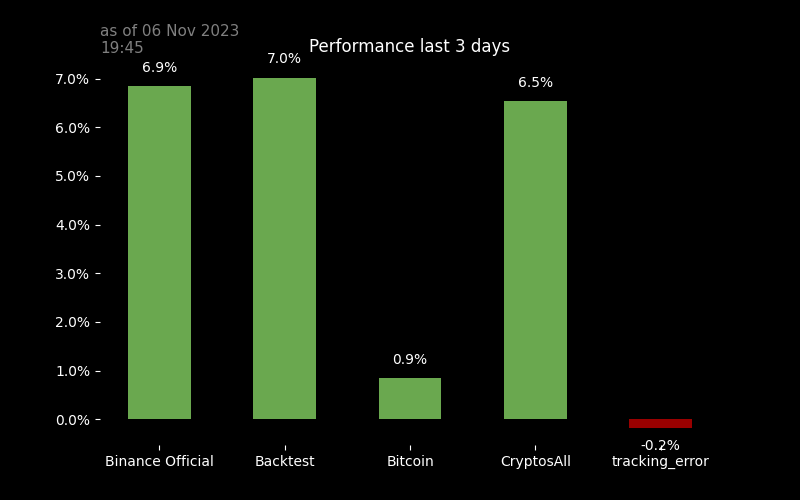 as of 06 Nov 2023
19:45
Performance last 3 days
7.0%
6.0%
5.0%
4.0%
3.0%
2.0%
1.0%
0.0%
6.9%
7.0%
0.9%
6.5%
-0.2%
Binance Official
Backtest
Bitcoin
CryptosAll
tracking_error